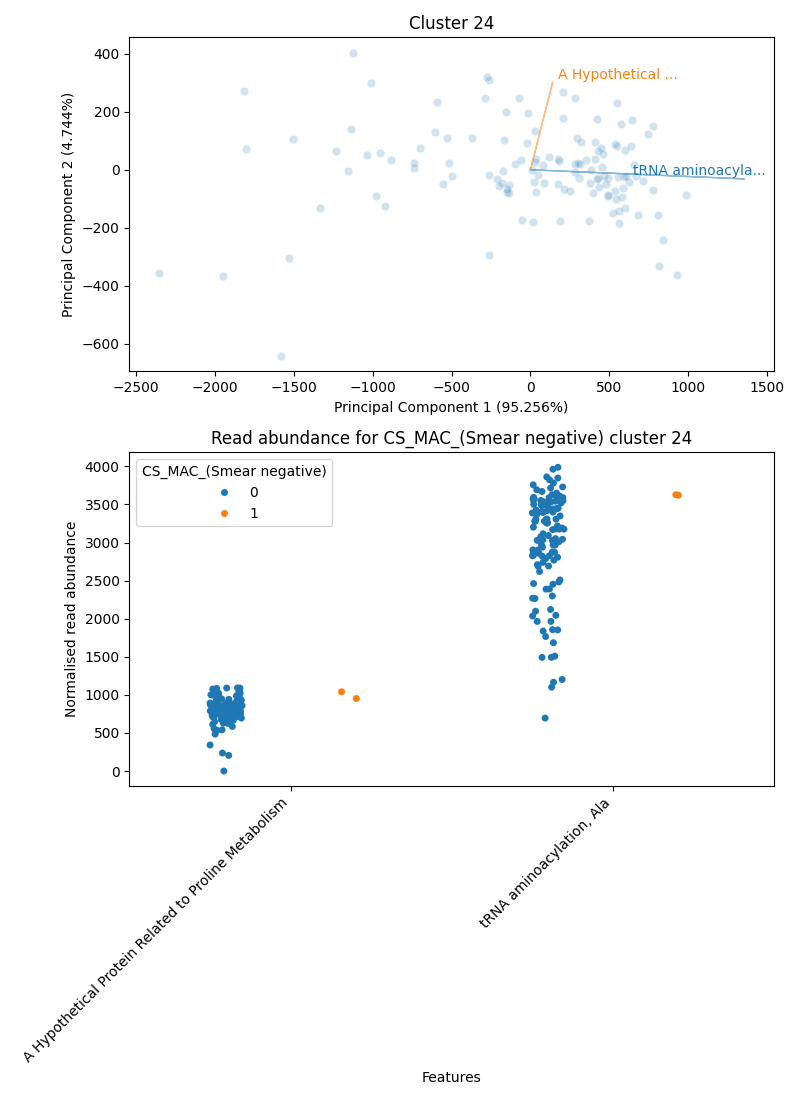 Cluster 24
400
200
0
−200
−400
−600
Principal Component 2 (4.744%)
A Hypothetical ...
tRNA aminoacyla...
−2500 −2000 −1500 −1000 −500 0 500 1000 1500
Principal Component 1 (95.256%)
Read abundance for CS_MAC_(Smear negative) cluster 24
CS_MAC_(Smear negative)
0
1
4000
3500
3000
2500
2000
1500
1000
500
0
Normalised read abundance
A Hypothetical Protein Related to Proline Metabolism
tRNA aminoacylation, Ala
Features